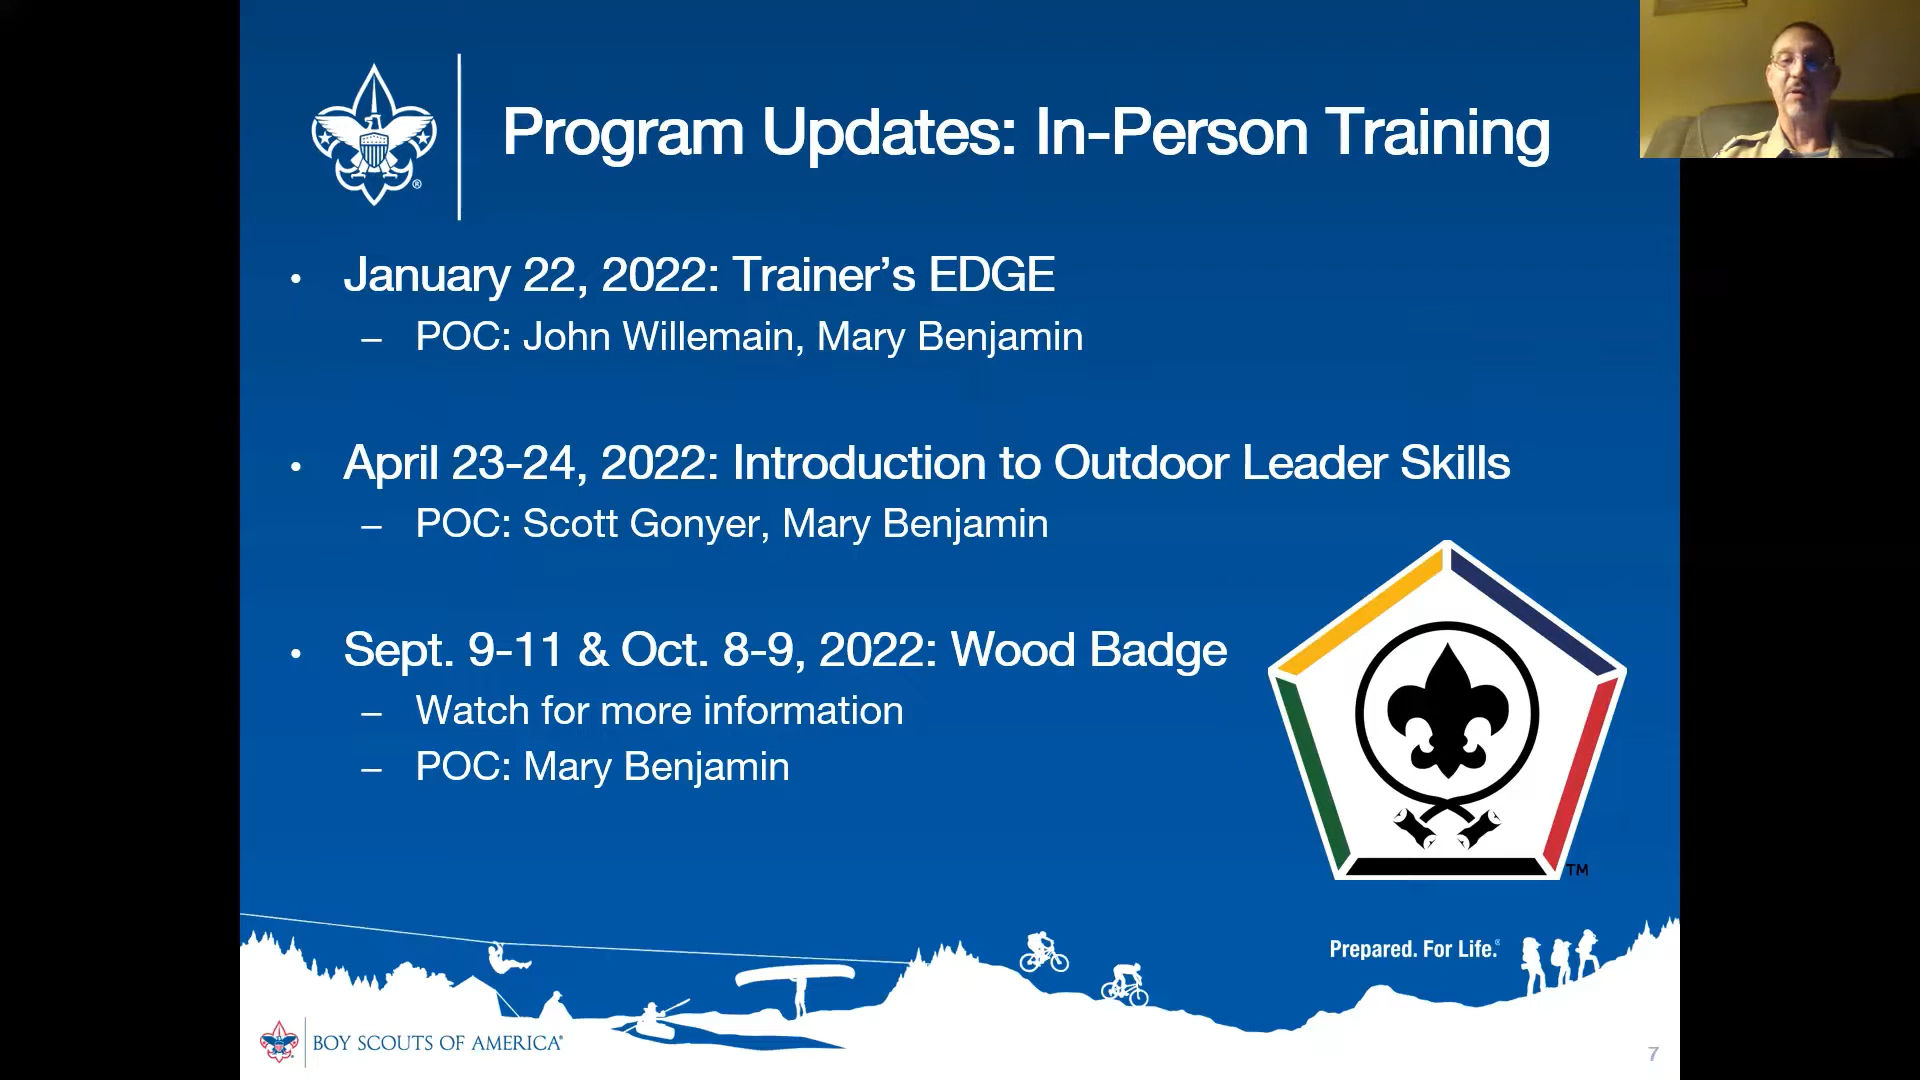 Program Updates: In-Person Training
• January 22, 2022: Trainer’s EDGE
– POC: John Willemain, Mary Benjamin
• April 23-24, 2022: Introduction to Outdoor Leader Skills
– POC: Scott Gonyer, Mary Benjamin
• Sept. 9-11 & Oct. 8-9, 2022: Wood Badge
– Watch for more information
– POC: Mary Benjamin
TM
Prepared. For Life.®
BOY SCOUTS OF AMERICA®
7